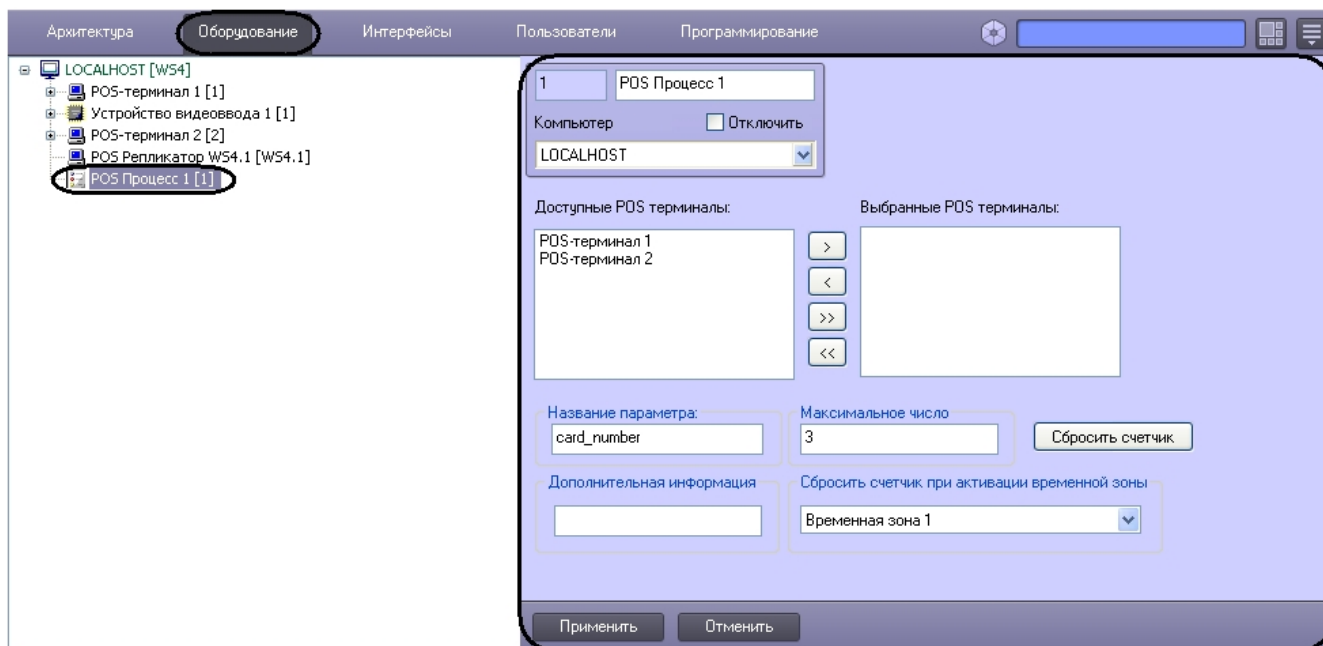 Архитектура Оборудование Интерфейсы Пользователи Программирование
LOCALHOST [WS4]
POS-терминал 1 [1]
Устройство видеоввода 1 [1]
POS-терминал 2 [2]
POS Репликатор WS4.1 [WS4.1]
POS Процесс 1 [1]
1 POS Процесс 1
Компьютер Отключить
LOCALHOST
Доступные POS терминалы: Выбранные POS терминалы:
POS-терминал 1
POS-терминал 2
>
<
>>
<<
Название параметра: Максимальное число
card_number 3 Сбросить счетчик
Дополнительная информация Сбросить счетчик при активации временной зоны
Временная зона 1
Применить Отменить